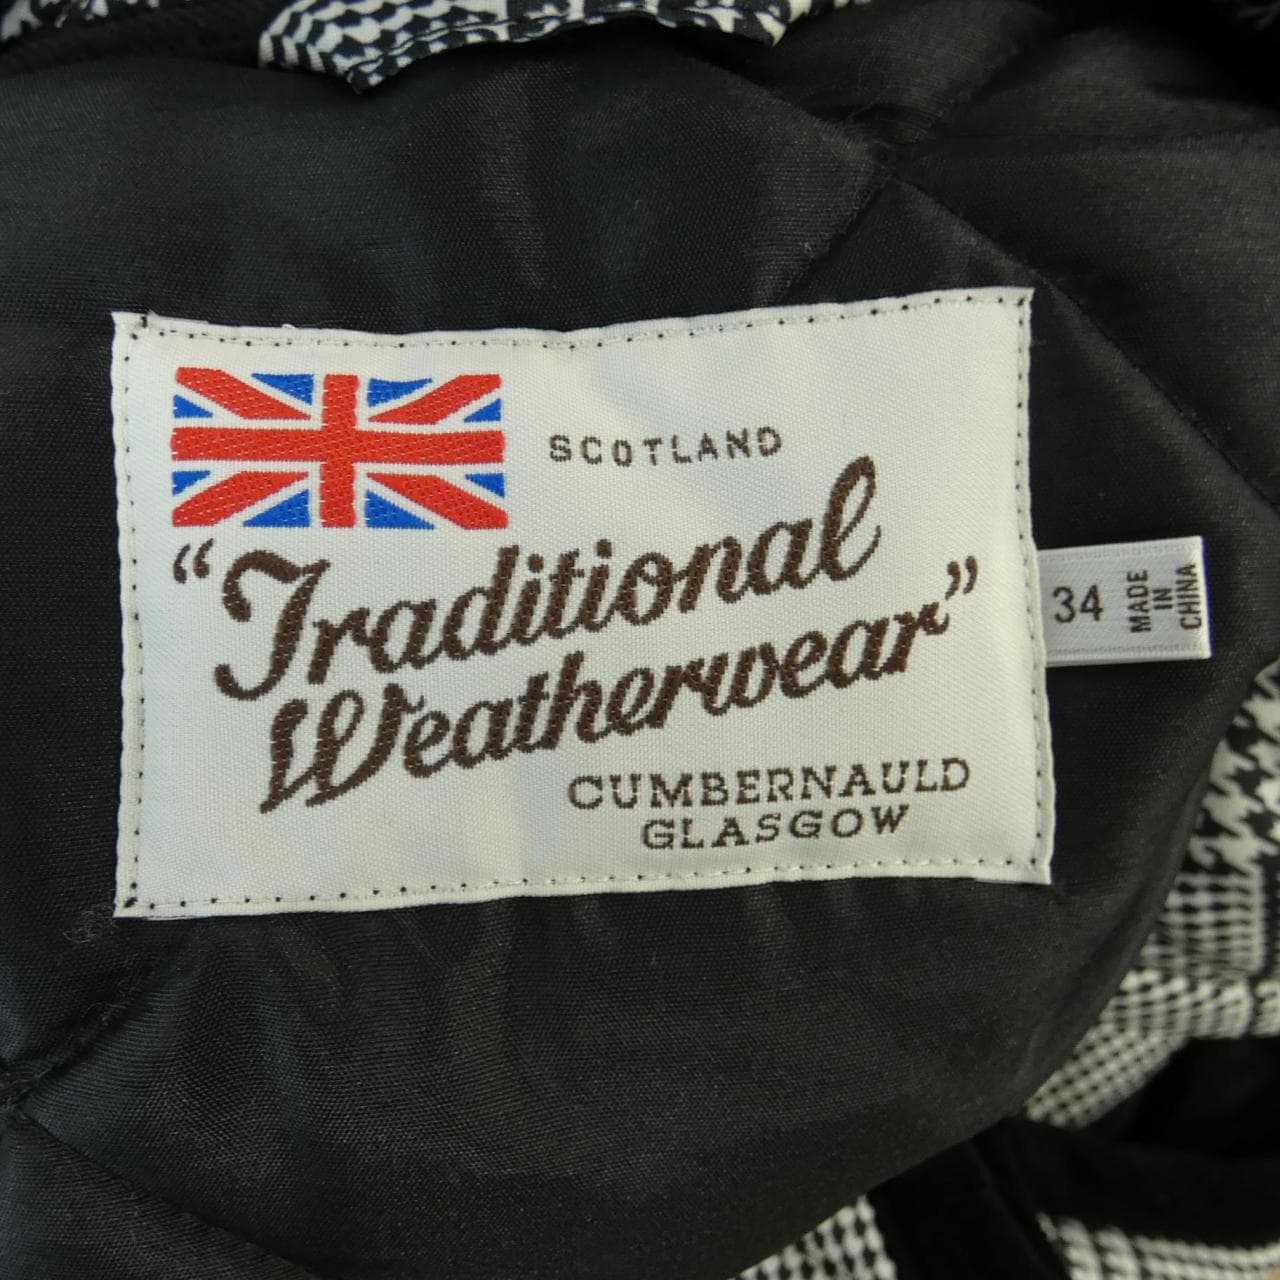 SCOTLAND
“Traditional
Weatherwear”
CUMBERNAULD
GLASGOW
34
MADE
IN
CHINA